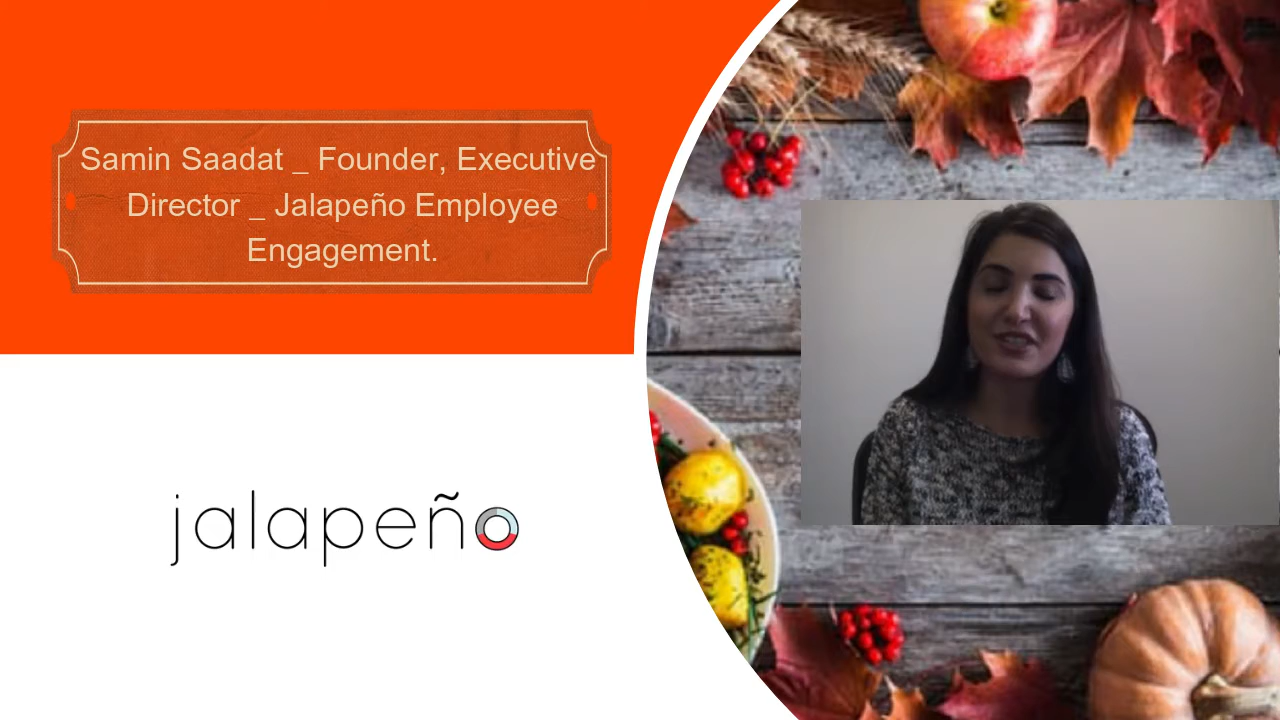 Samin Saadat _ Founder, Executive
Director _ Jalapeño Employee
Engagement.
jalapeño